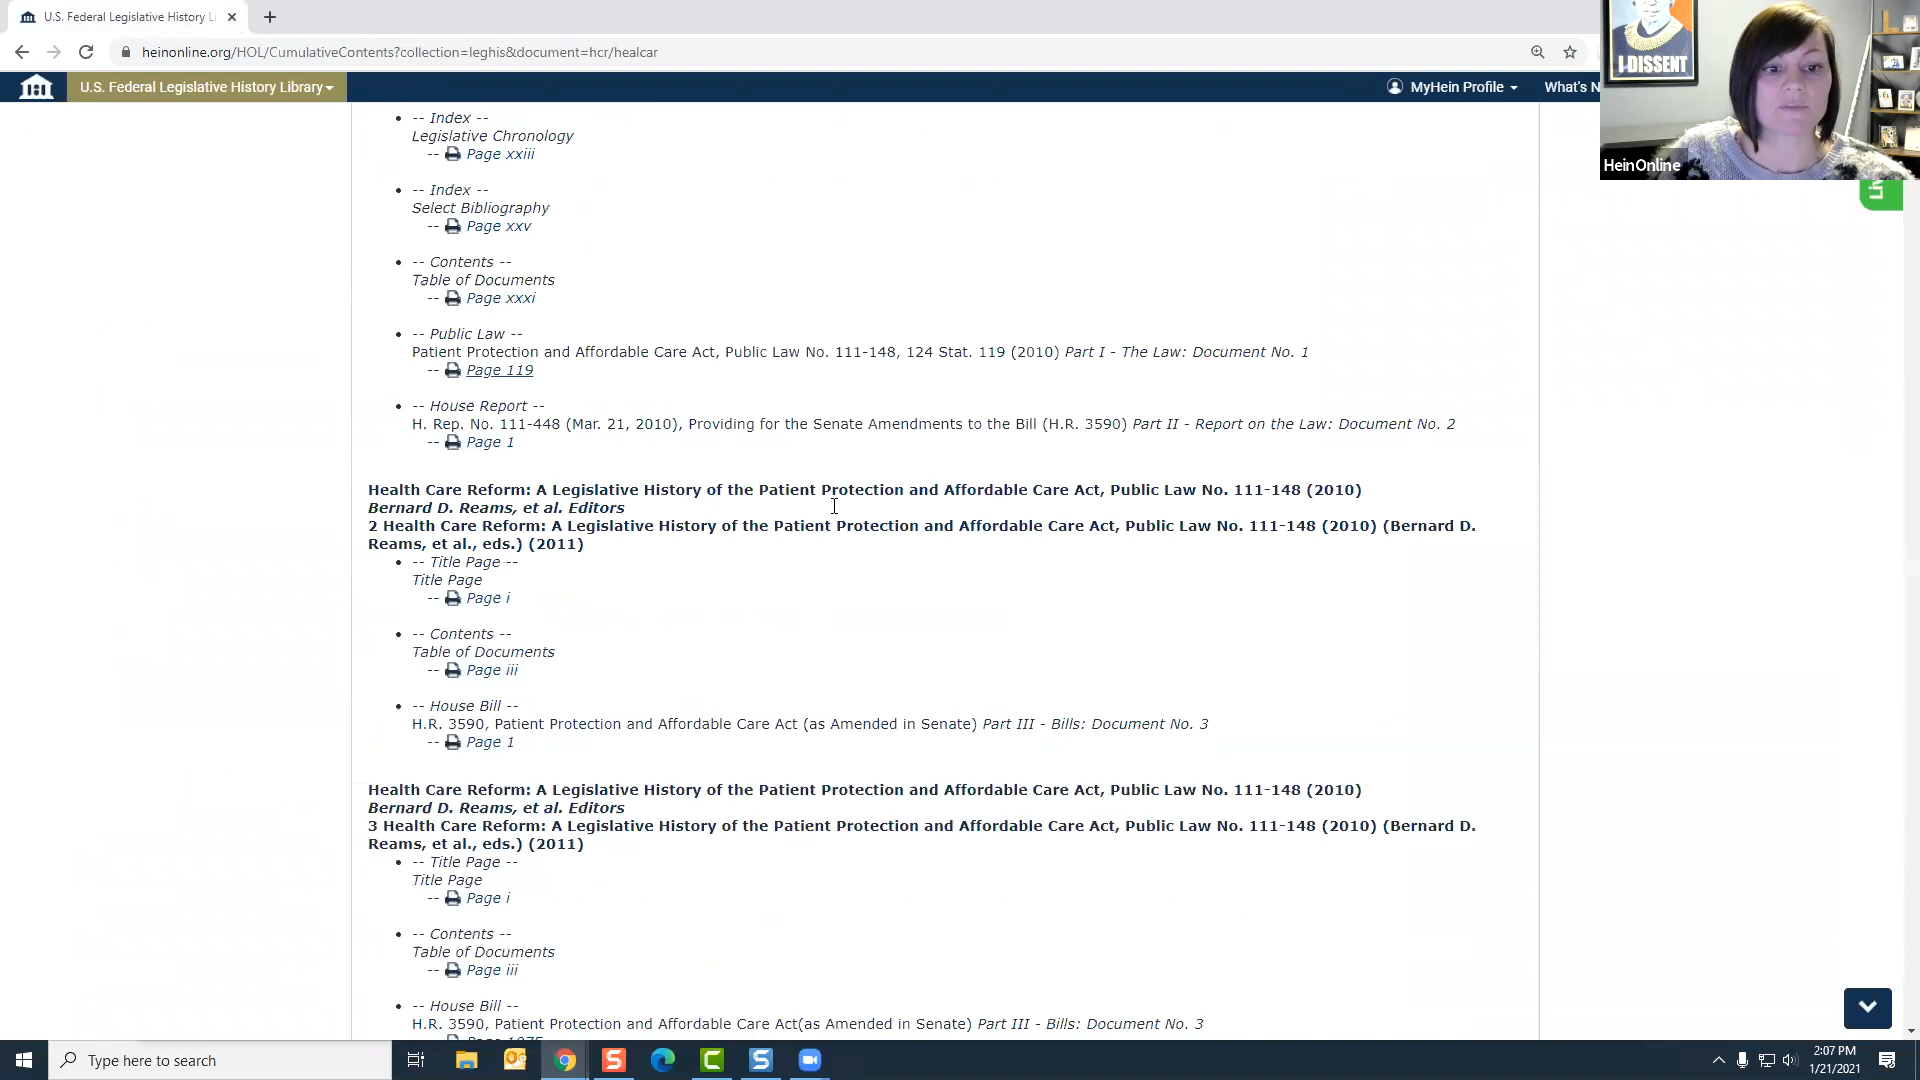 U.S. Federal Legislative History Li
heinonline.org/HOL/CumulativeContents?collection=leghis&document=hcr/healcar
U.S. Federal Legislative History Library
MyHein Profile
What's N
I DISSENT
HeinOnline
-- Index --
Legislative Chronology
-- Page xxiii
-- Index --
Select Bibliography
-- Page xxv
-- Contents --
Table of Documents
-- Page xxxi
-- Public Law --
Patient Protection and Affordable Care Act, Public Law No. 111-148, 124 Stat. 119 (2010) Part I - The Law: Document No. 1
-- Page 119
-- House Report --
H. Rep. No. 111-448 (Mar. 21, 2010), Providing for the Senate Amendments to the Bill (H.R. 3590) Part II - Report on the Law: Document No. 2
-- Page 1
Health Care Reform: A Legislative History of the Patient Protection and Affordable Care Act, Public Law No. 111-148 (2010)
Bernard D. Reams, et al. Editors
2 Health Care Reform: A Legislative History of the Patient Protection and Affordable Care Act, Public Law No. 111-148 (2010) (Bernard D.
Reams, et al., eds.) (2011)
-- Title Page --
Title Page
-- Page i
-- Contents --
Table of Documents
-- Page iii
-- House Bill --
H.R. 3590, Patient Protection and Affordable Care Act (as Amended in Senate) Part III - Bills: Document No. 3
-- Page 1
Health Care Reform: A Legislative History of the Patient Protection and Affordable Care Act, Public Law No. 111-148 (2010)
Bernard D. Reams, et al. Editors
3 Health Care Reform: A Legislative History of the Patient Protection and Affordable Care Act, Public Law No. 111-148 (2010) (Bernard D.
Reams, et al., eds.) (2011)
-- Title Page --
Title Page
-- Page i
-- Contents --
Table of Documents
-- Page iii
-- House Bill --
H.R. 3590, Patient Protection and Affordable Care Act(as Amended in Senate) Part III - Bills: Document No. 3
Type here to search
2:07 PM
1/21/2021